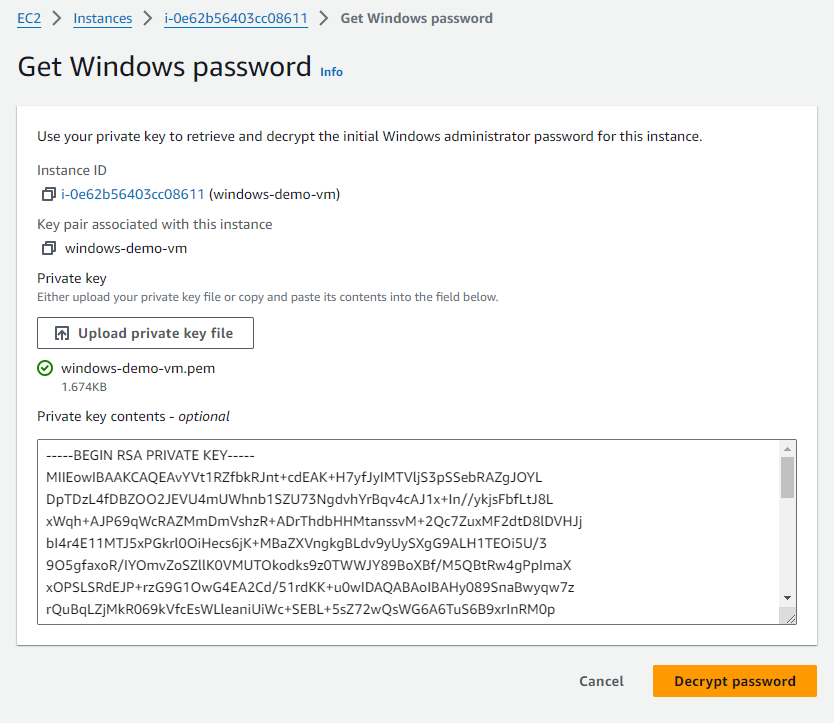 EC2 > Instances > i-0e62b56403cc08611 > Get Windows password
Get Windows password Info
Use your private key to retrieve and decrypt the initial Windows administrator password for this instance.
Instance ID
i-0e62b56403cc08611 (windows-demo-vm)
Key pair associated with this instance
windows-demo-vm
Private key
Either upload your private key file or copy and paste its contents into the field below.
Upload private key file
windows-demo-vm.pem
1.674KB
Private key contents - optional
-----BEGIN RSA PRIVATE KEY-----
MIIEowIBAAKCAQEAvYVt1RZfbkRJnt+cdEAK+H7yfJyIMTVljS3pSSebRAZgJOYL
DpTDzL4fDBZOO2JEVU4mUWhnb1SZU73NgdvhYrBqv4cAJ1x+In//ykjsFbfLtJ8L
xWqh+AJP69qWcRAZMmDmVshzR+ADrThdbHHMtanssvM+2Qc7ZuxMF2dtD8lDVHJj
bI4r4E11MTJ5xPGkrl0OiHecs6jK+MBaZXVngkgBLdv9yUySXgG9ALH1TEOi5U/3
9O5gfaxoR/IYOmvZoSZllK0VMUTOkodks9z0TWWJY89BoXBf/M5QBtRw4gPpImaX
xOPSLSRdEJP+rzG9G1OwG4EA2Cd/51rdKK+u0wIDAQABAoIBAHy089SnaBwyqw7z
rQuBqLZjMkR069kVfcEsWLleaniUiWc+SEBL+5sZ72wQsWG6A6TuS6B9xrInRM0p
Cancel
Decrypt password